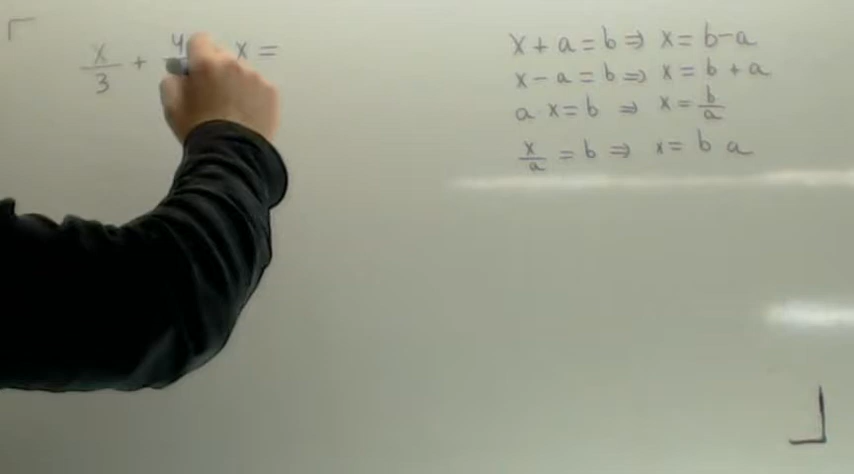 x/3 + 4 x =
x + a = b ⇒ x = b - a
x - a = b ⇒ x = b + a
a · x = b ⇒ x = b/a
x/a = b ⇒ x = b a